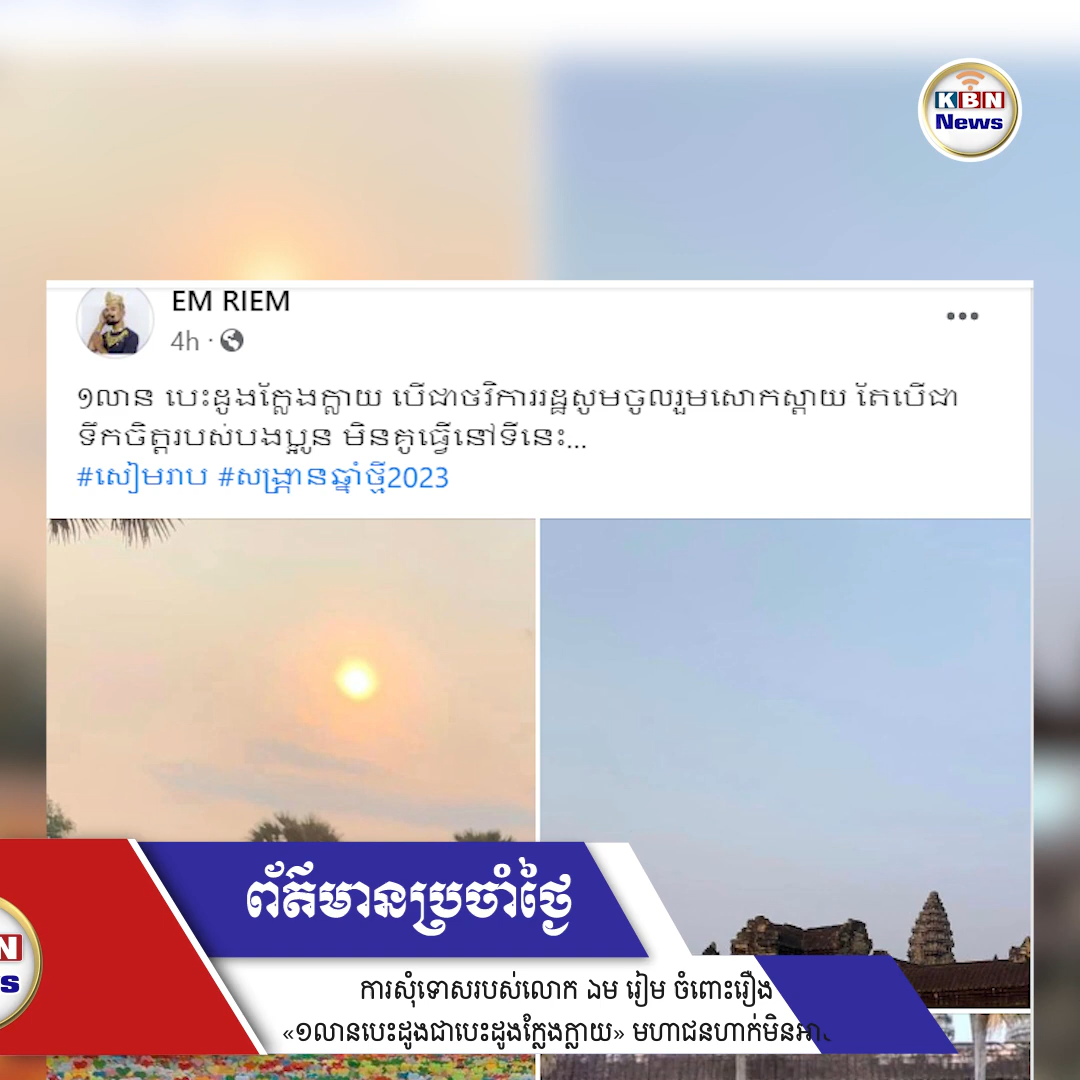 KBN
News
EM RIEM
4h ·
១លាន បេះដូងក្លែងក្លាយ បើជាថវិការរដ្ឋសូមចូលរួមសោកស្តាយ តែបើជា
ទឹកចិត្តរបស់បងប្អូន មិនគូធ្វើនៅទីនេះ...
#សៀមរាប #សង្ក្រានឆ្នាំថ្មី2023
ព័ត៌មានប្រចាំថ្ងៃ
ការសុំទោសរបស់លោក ឯម រៀម ចំពោះរឿង
«១លានបេះដូងជាបេះដូងក្លែងក្លាយ» មហាជនហាក់មិន